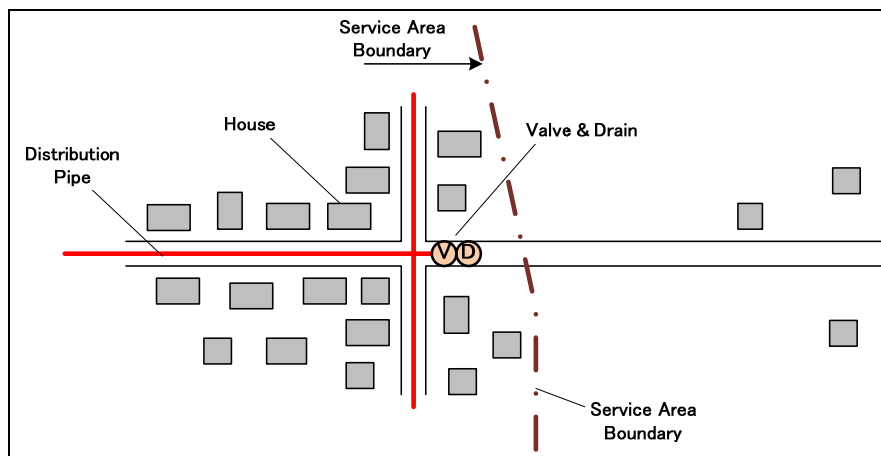 Service Area
Boundary
House
Valve & Drain
Distribution
Pipe
V D
Service Area
Boundary